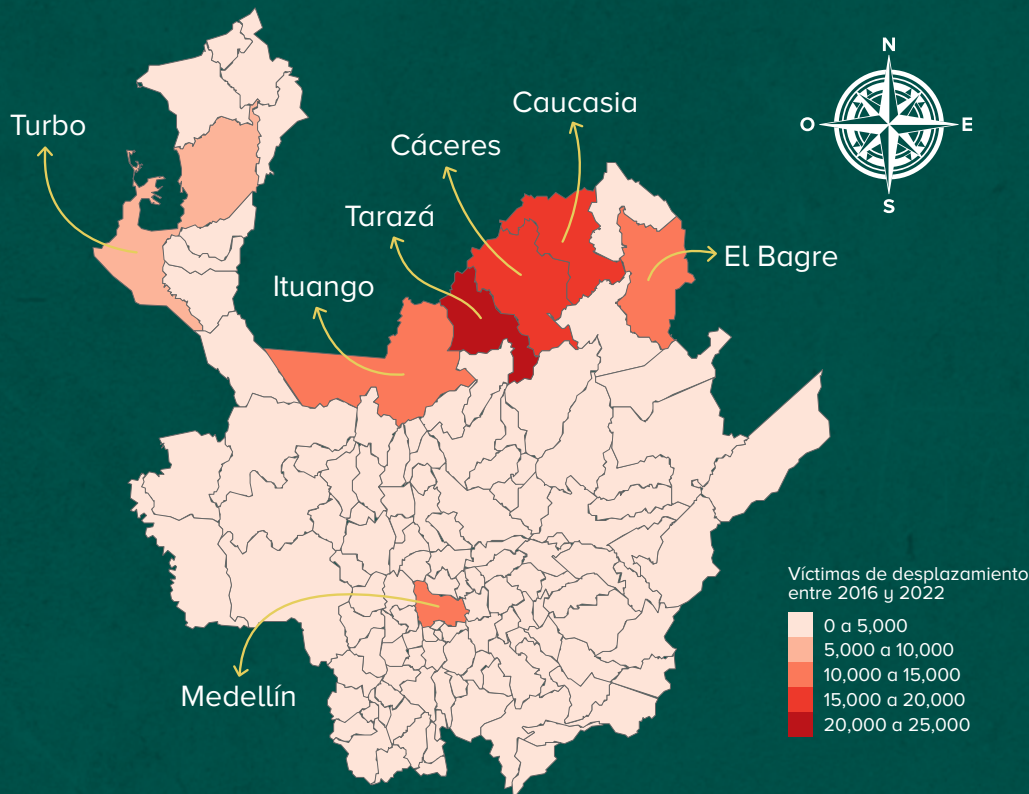 N
O
E
S
Turbo
Caucasia
Cáceres
Tarazá
El Bagre
Ituango
Medellín
Víctimas de desplazamiento
entre 2016 y 2022
0 a 5,000
5,000 a 10,000
10,000 a 15,000
15,000 a 20,000
20,000 a 25,000